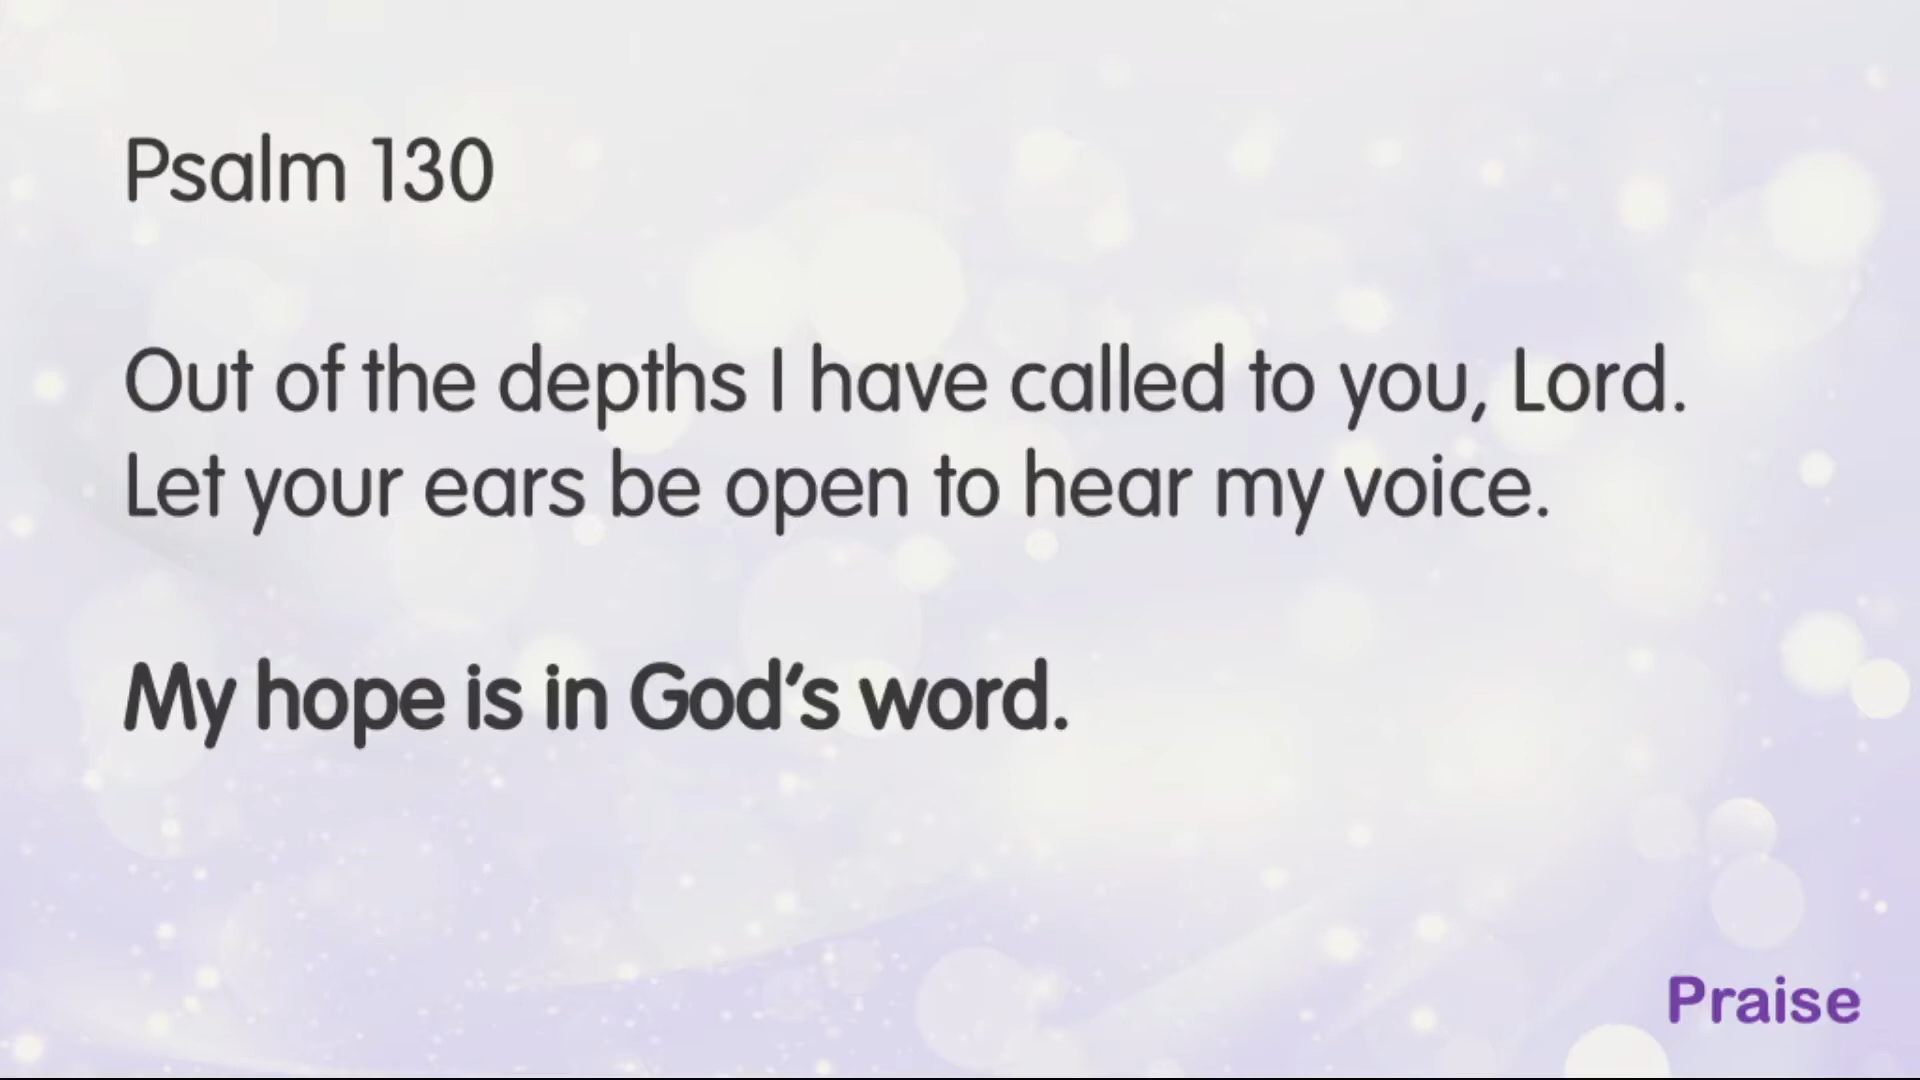 Psalm 130
Out of the depths I have called to you, Lord.
Let your ears be open to hear my voice.
My hope is in God’s word.
Praise